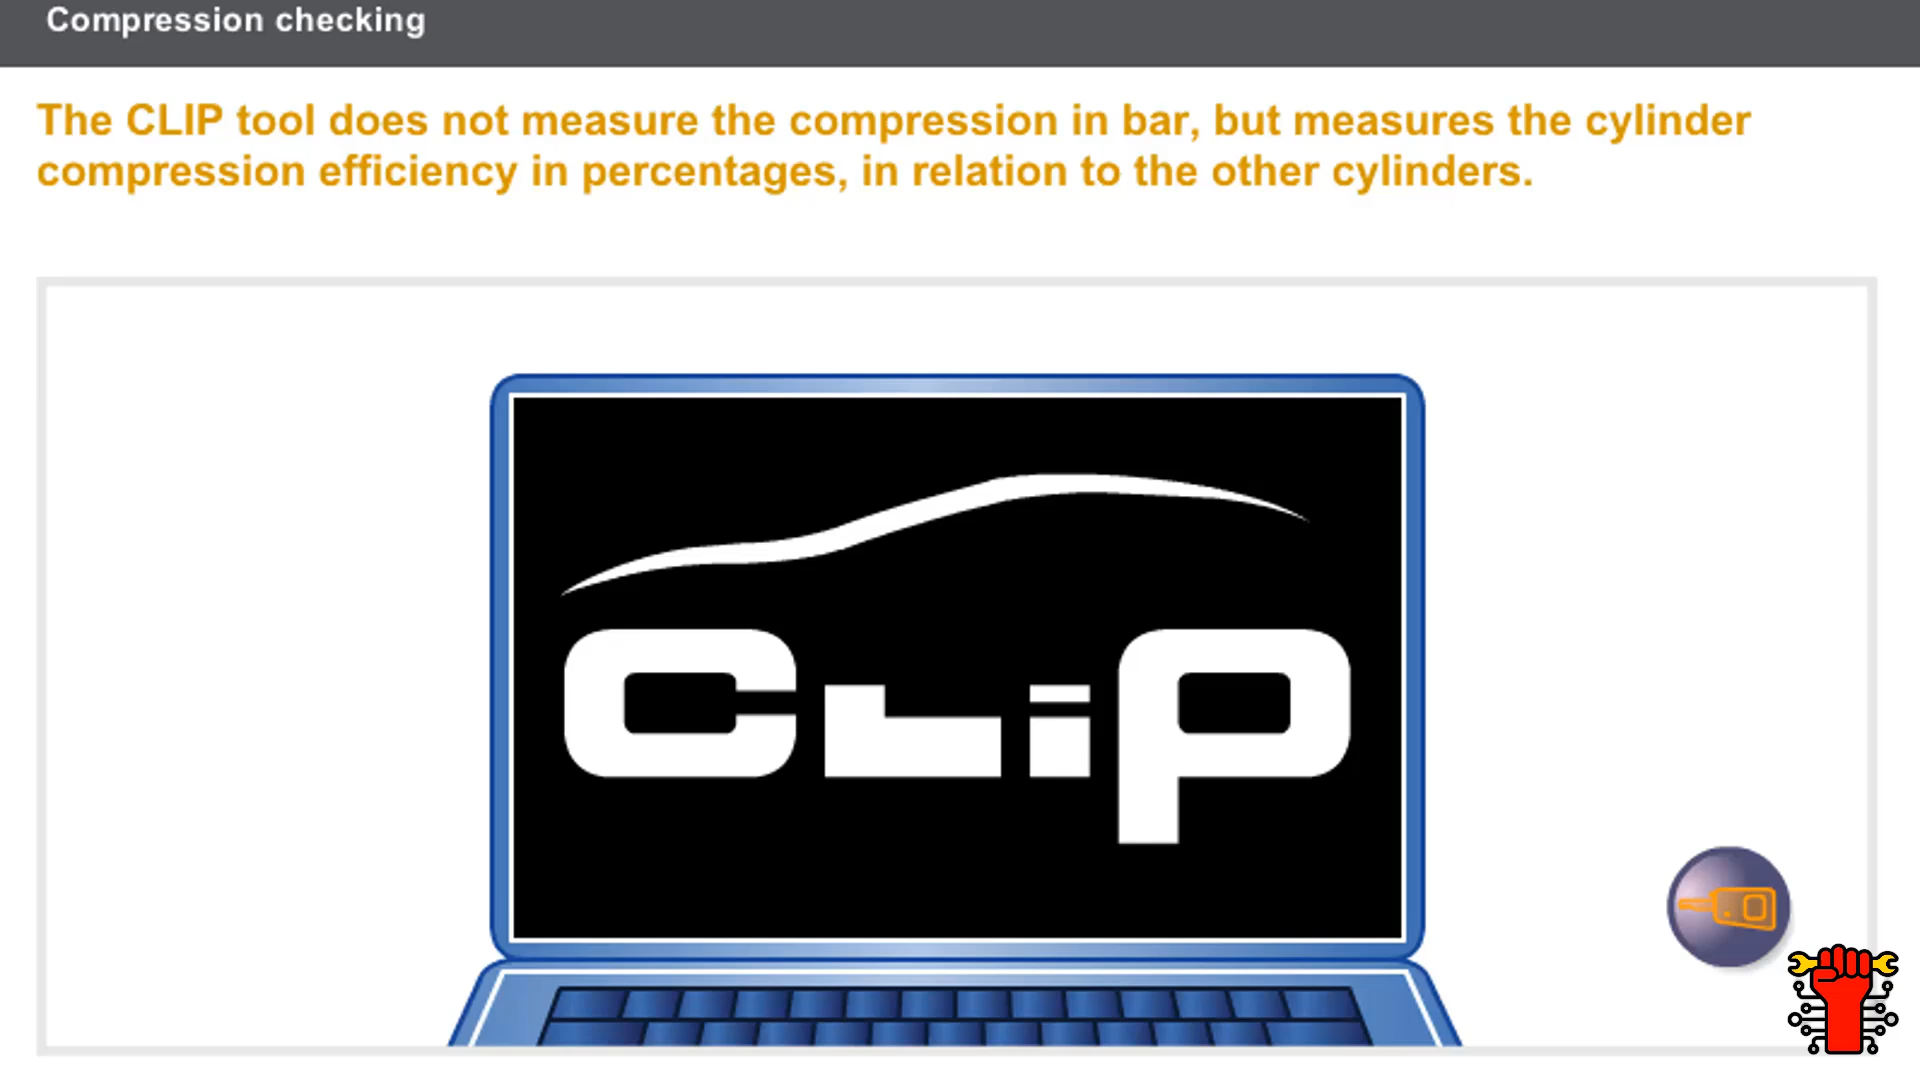 Compression checking
The CLIP tool does not measure the compression in bar, but measures the cylinder
compression efficiency in percentages, in relation to the other cylinders.
CLiP